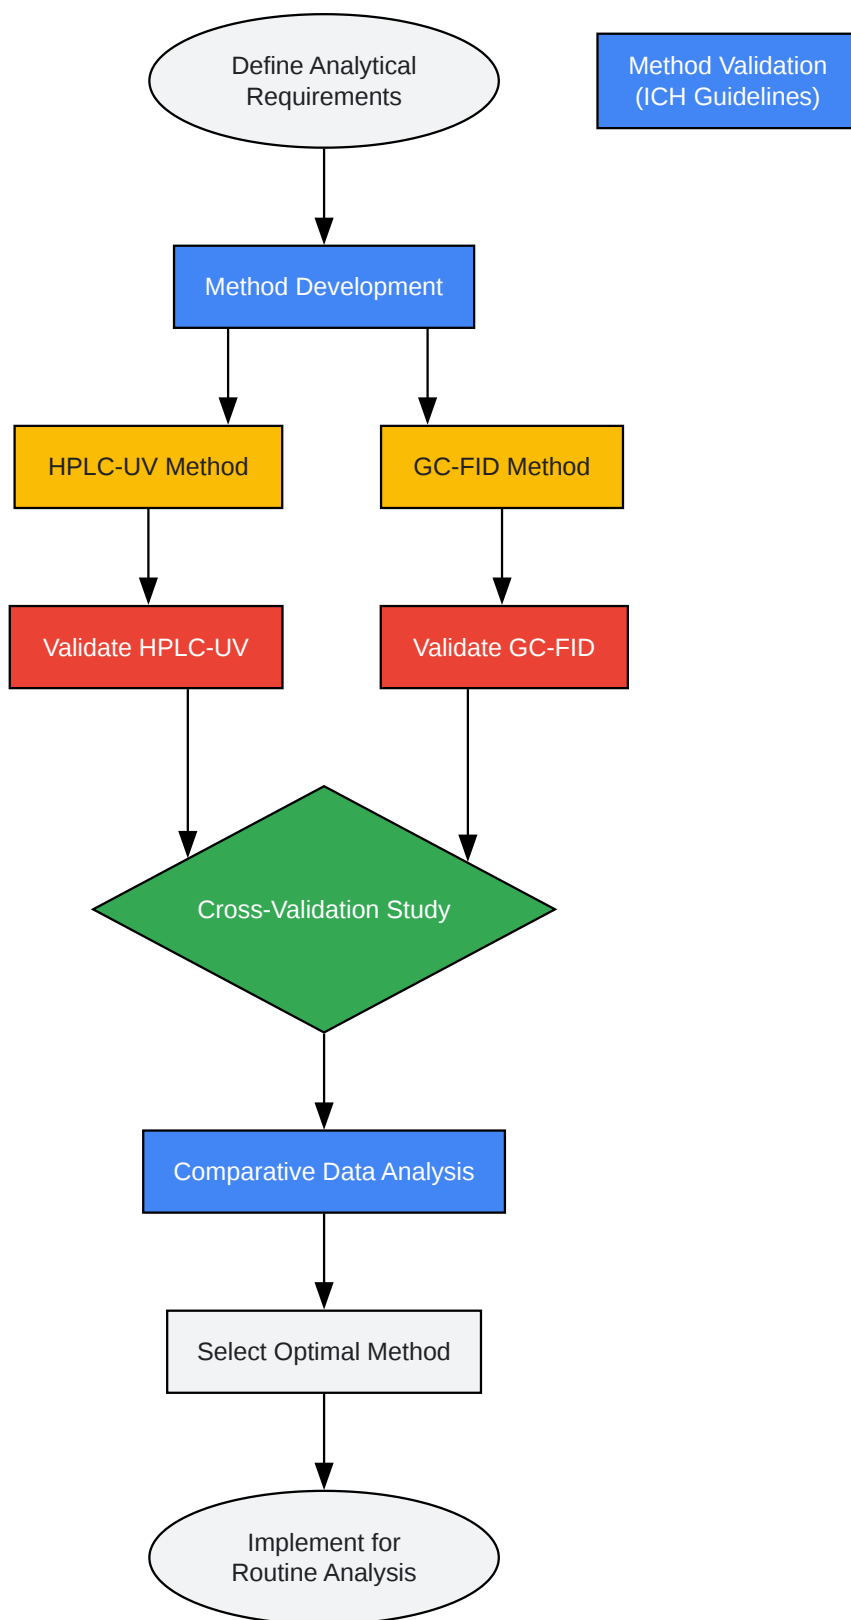 Define Analytical
Requirements
Method Validation
(ICH Guidelines)
Method Development
HPLC-UV Method
GC-FID Method
Validate HPLC-UV
Validate GC-FID
Cross-Validation Study
Comparative Data Analysis
Select Optimal Method
Implement for
Routine Analysis